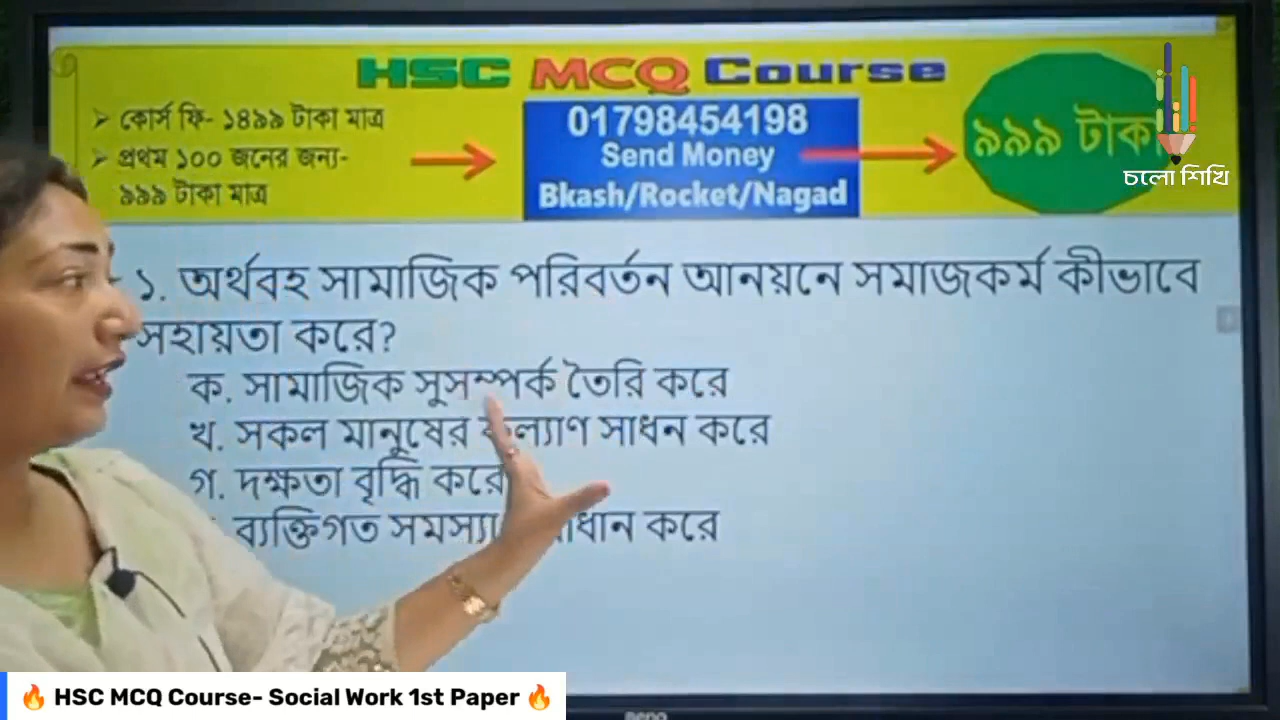 HSC MCQ Course
কোর্স ফি- ১৪৯৯ টাকা মাত্র
প্রথম ১০০ জনের জন্য-
৯৯৯ টাকা মাত্র
01798454198
Send Money
Bkash/Rocket/Nagad
৯৯৯ টাকা
চলো শিখি
১. অর্থবহ সামাজিক পরিবর্তন আনয়নে সমাজকর্ম কীভাবে
সহায়তা করে?
ক. সামাজিক সুসম্পর্ক তৈরি করে
খ. সকল মানুষের কল্যাণ সাধন করে
গ. দক্ষতা বৃদ্ধি করে
ব্যক্তিগত করে
🔥 HSC MCQ Course- Social Work 1st Paper 🔥